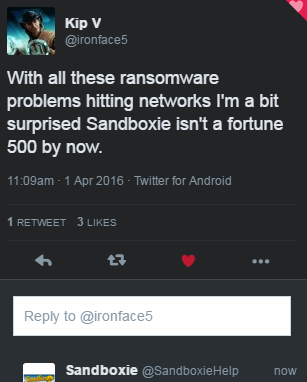 Kip V
@ironface5
With all these ransomware
problems hitting networks I'm a bit
surprised Sandboxie isn't a fortune
500 by now.
11:09am · 1 Apr 2016 · Twitter for Android
1 RETWEET 3 LIKES
Reply to @ironface5
Sandboxie @SandboxieHelp now